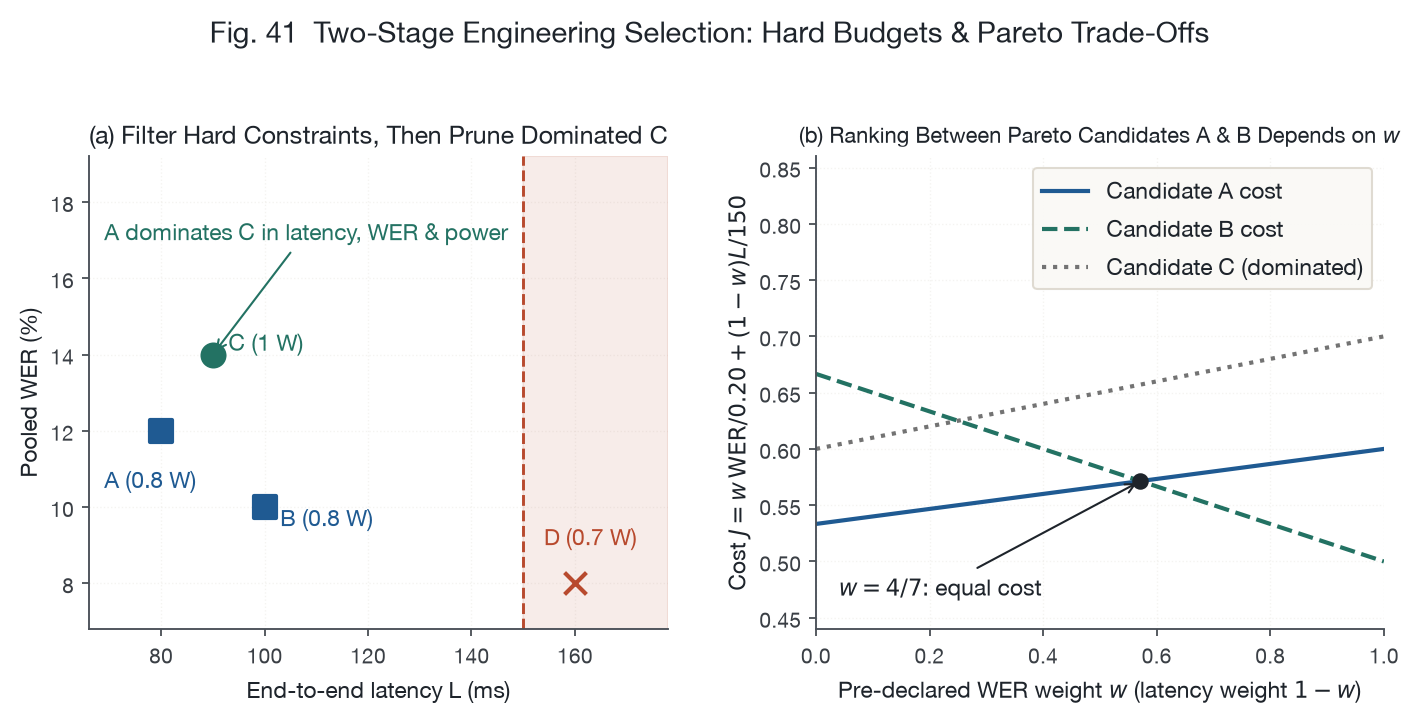 Fig. 41  Two-Stage Engineering Selection: Hard Budgets & Pareto Trade-Offs
(a) Filter Hard Constraints, Then Prune Dominated C
Pooled WER (%)
18
16
14
12
10
8
A dominates C in latency, WER & power
C (1 W)
A (0.8 W)
B (0.8 W)
D (0.7 W)
80
100
120
140
160
End-to-end latency L (ms)
(b) Ranking Between Pareto Candidates A & B Depends on w
Cost J = w WER/0.20 + (1 − w)L/150
0.85
0.80
0.75
0.70
0.65
0.60
0.55
0.50
0.45
Candidate A cost
Candidate B cost
Candidate C (dominated)
w = 4/7: equal cost
0.0
0.2
0.4
0.6
0.8
1.0
Pre-declared WER weight w (latency weight 1 − w)